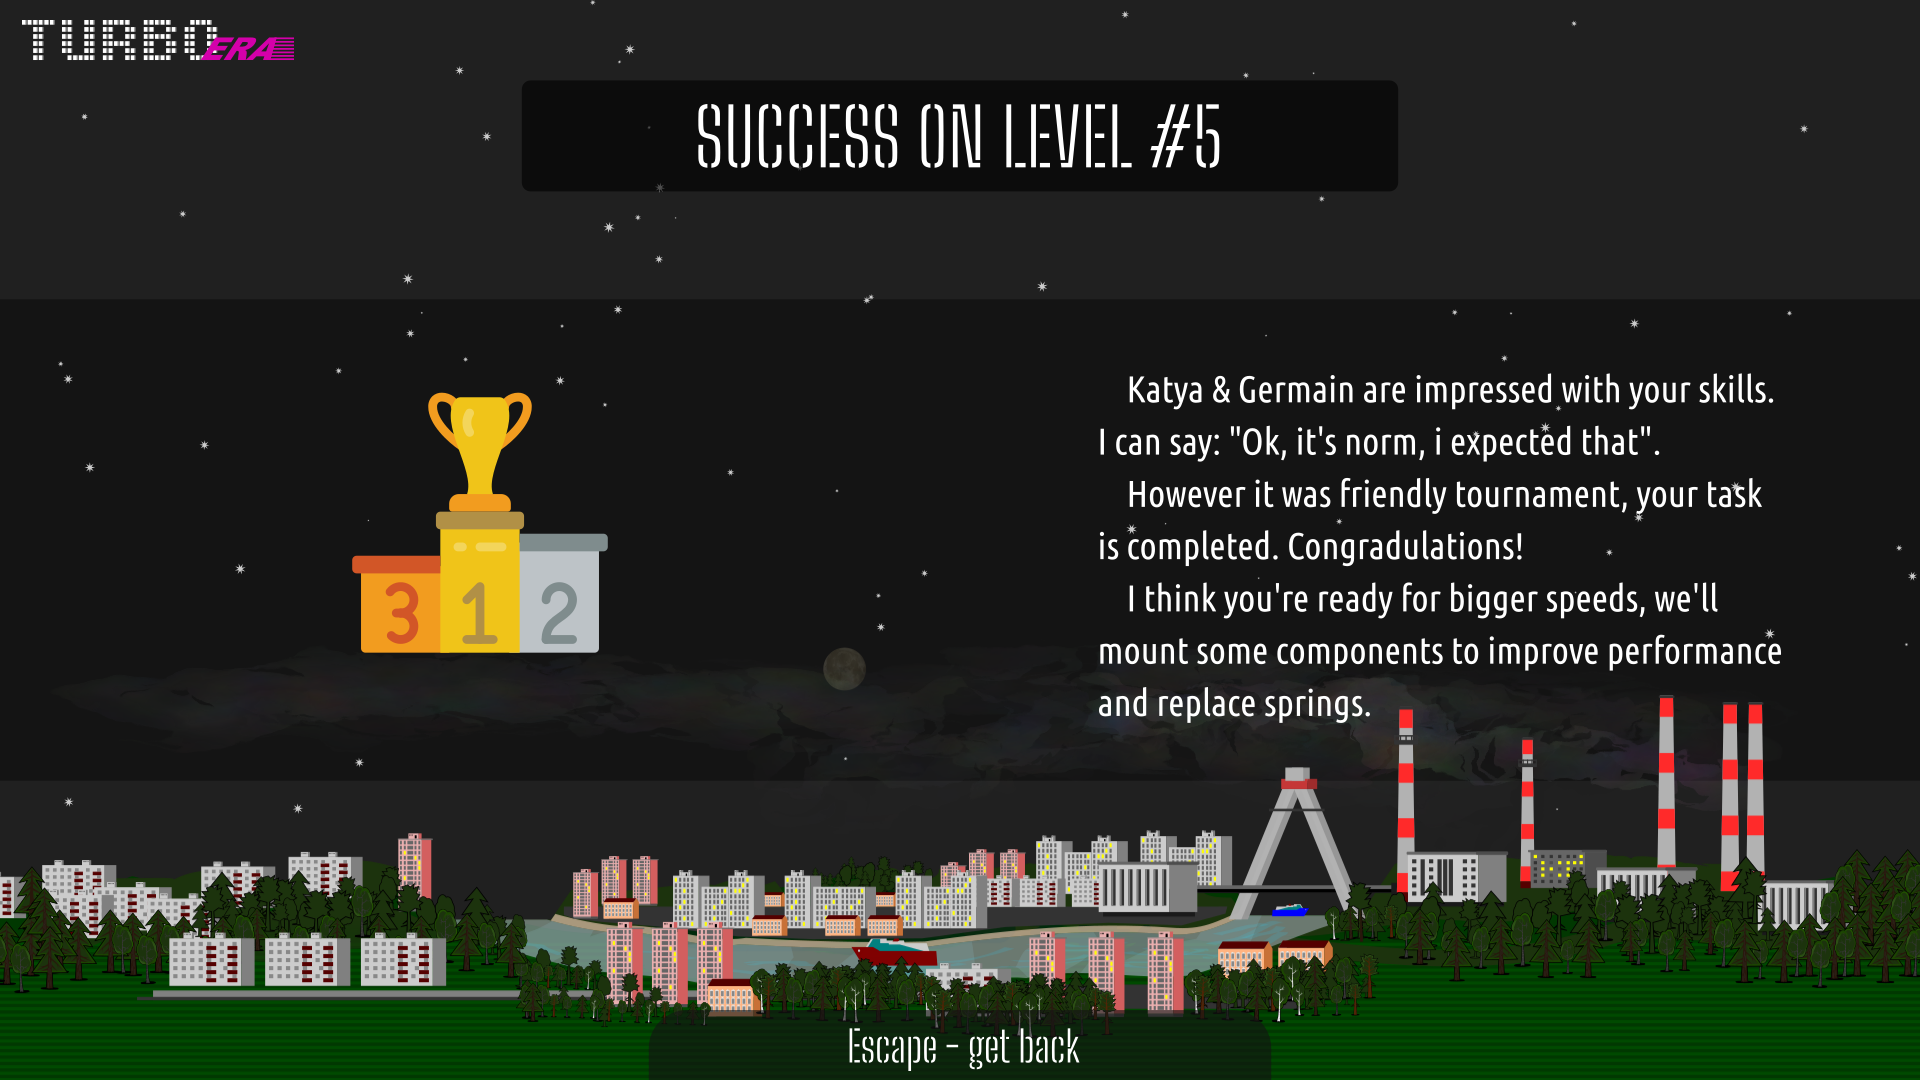 TURBO ERA
SUCCESS ON LEVEL #5
Katya & Germain are impressed with your skills.
I can say: "Ok, it's norm, i expected that".
However it was friendly tournament, your task
is completed. Congradulations!
I think you're ready for bigger speeds, we'll
mount some components to improve performance
and replace springs.
3 1 2
Escape - get back